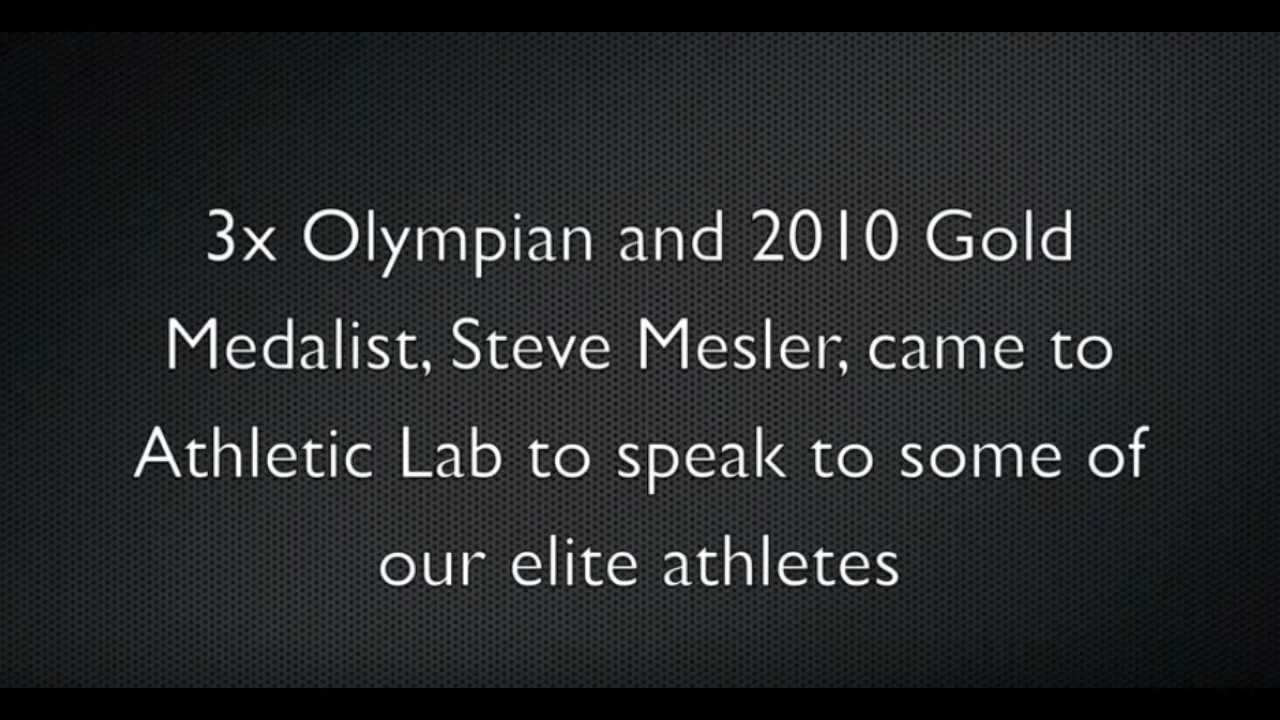 3x Olympian and 2010 Gold
Medalist, Steve Mesler, came to
Athletic Lab to speak to some of
our elite athletes